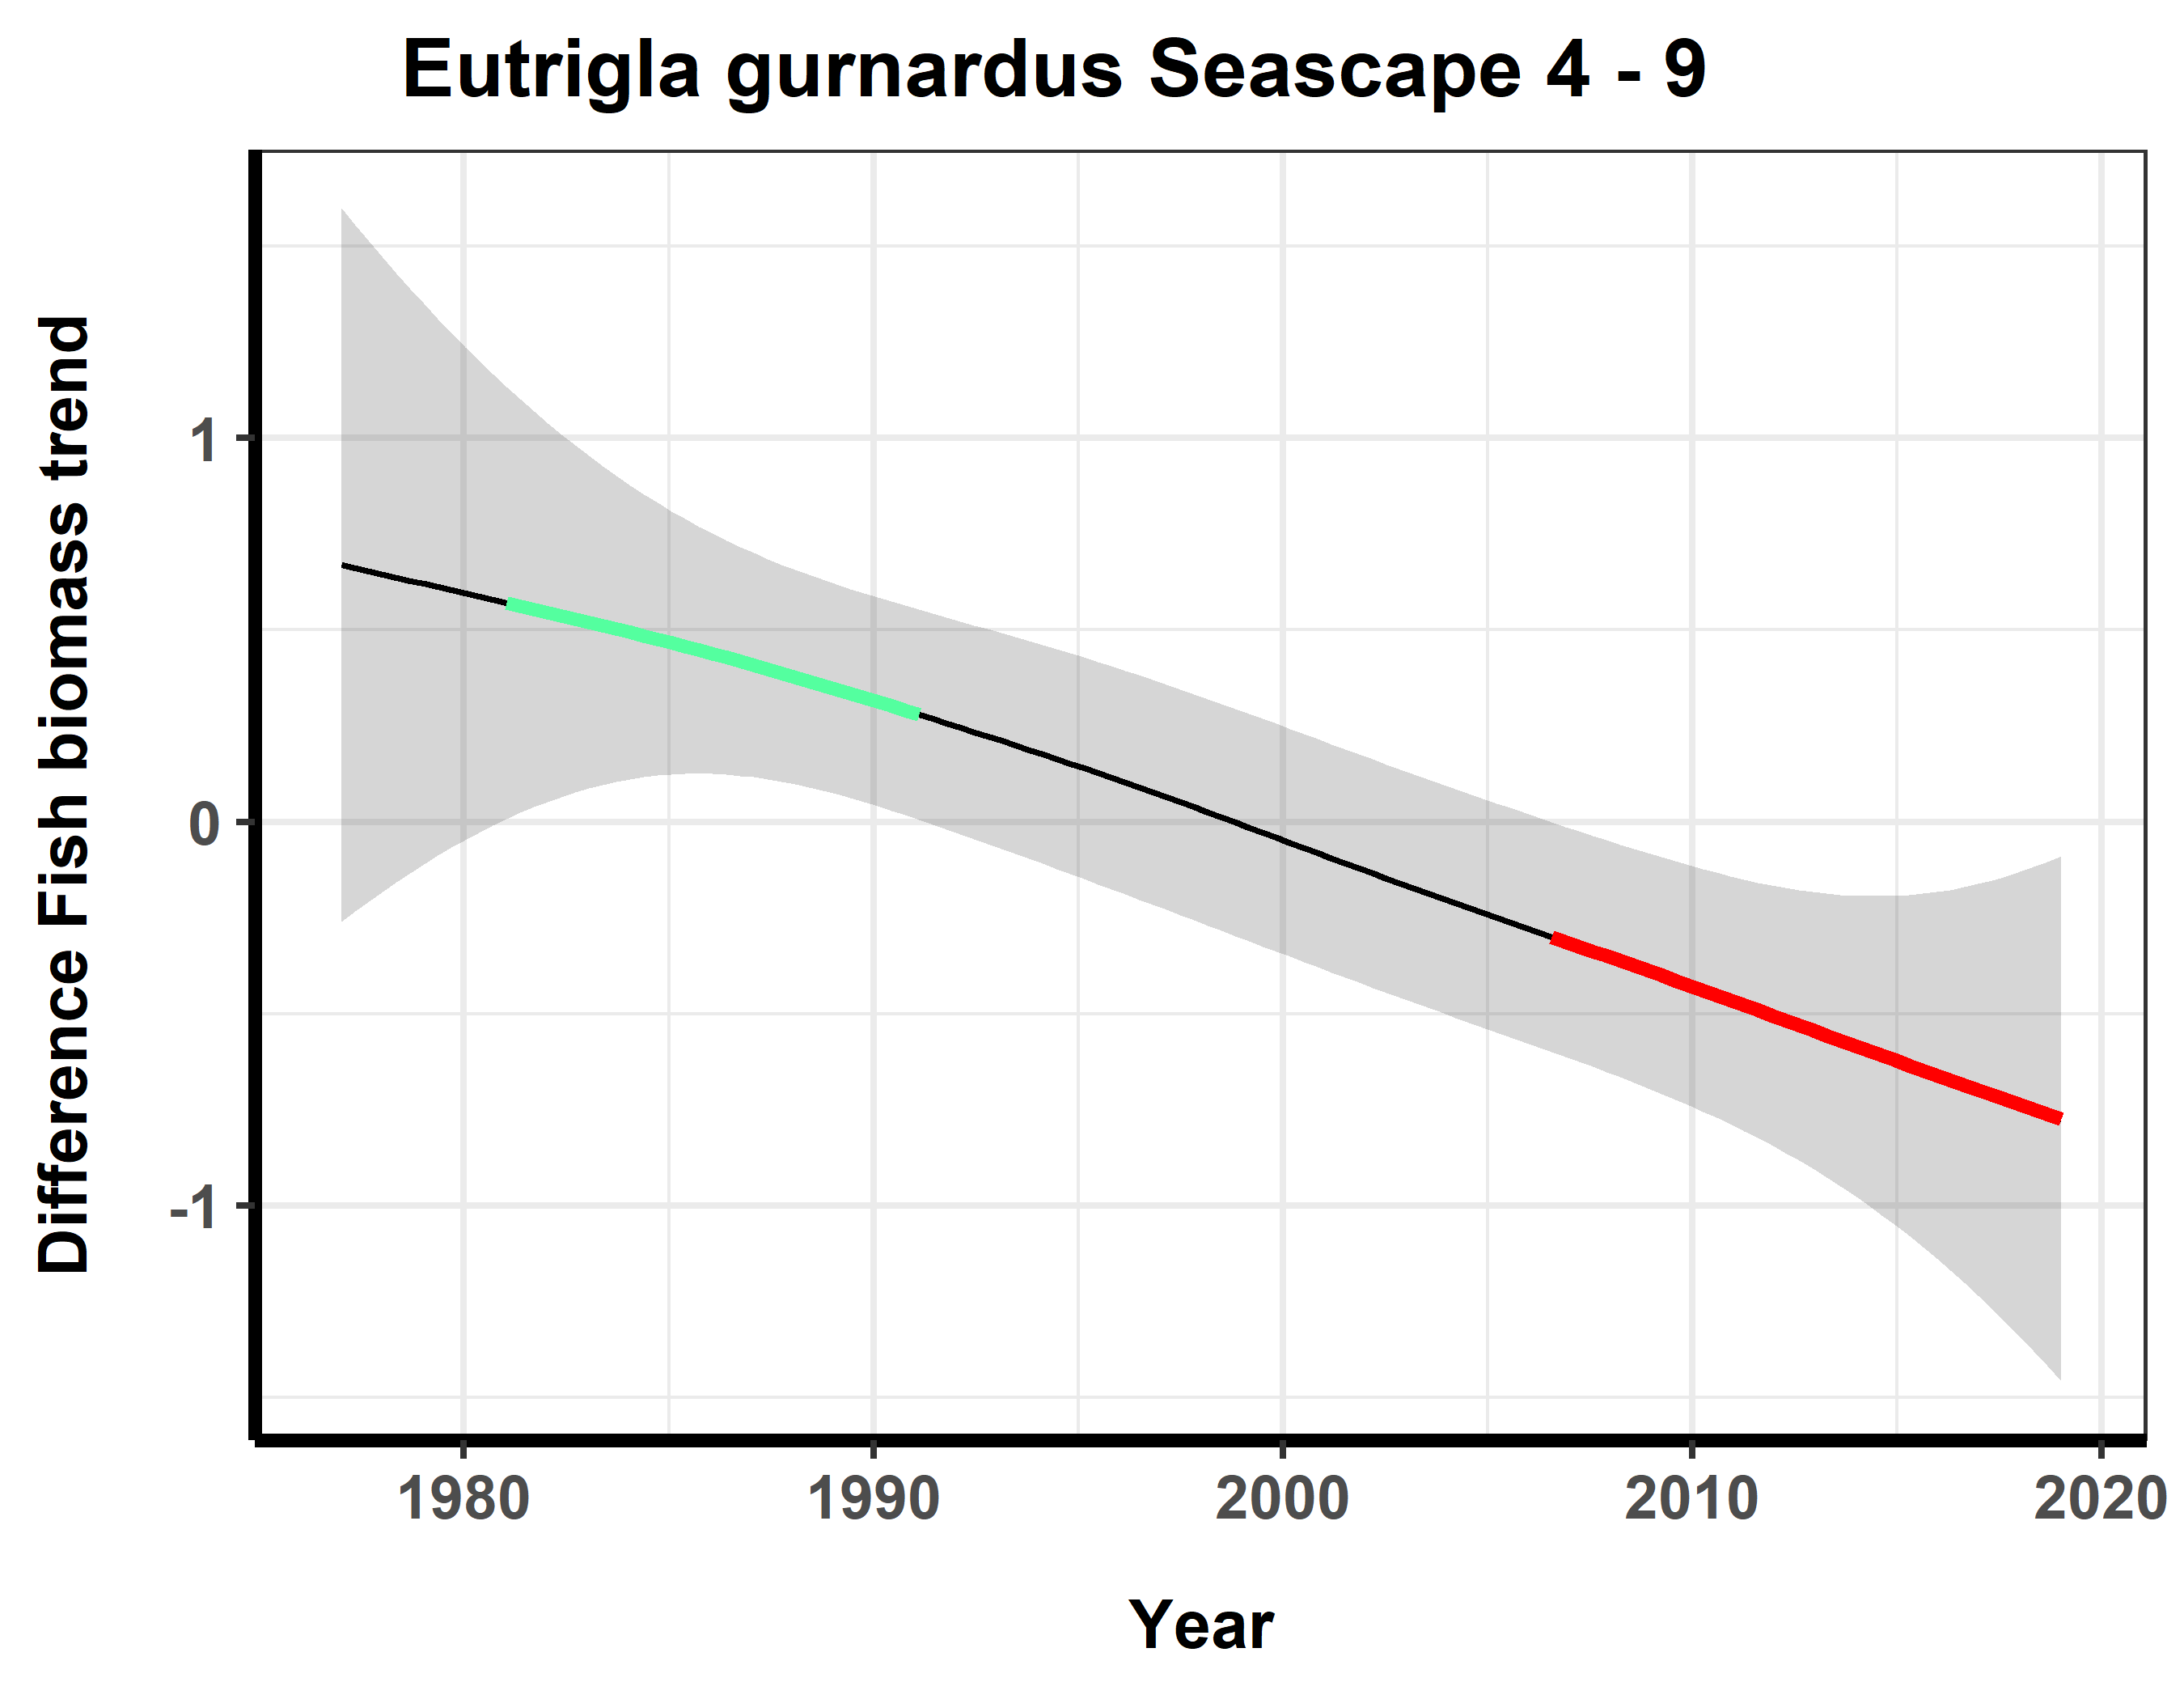 Eutrigla gurnardus Seascape 4 - 9
Difference Fish biomass trend
1
0
-1
1980
1990
2000
2010
2020
Year